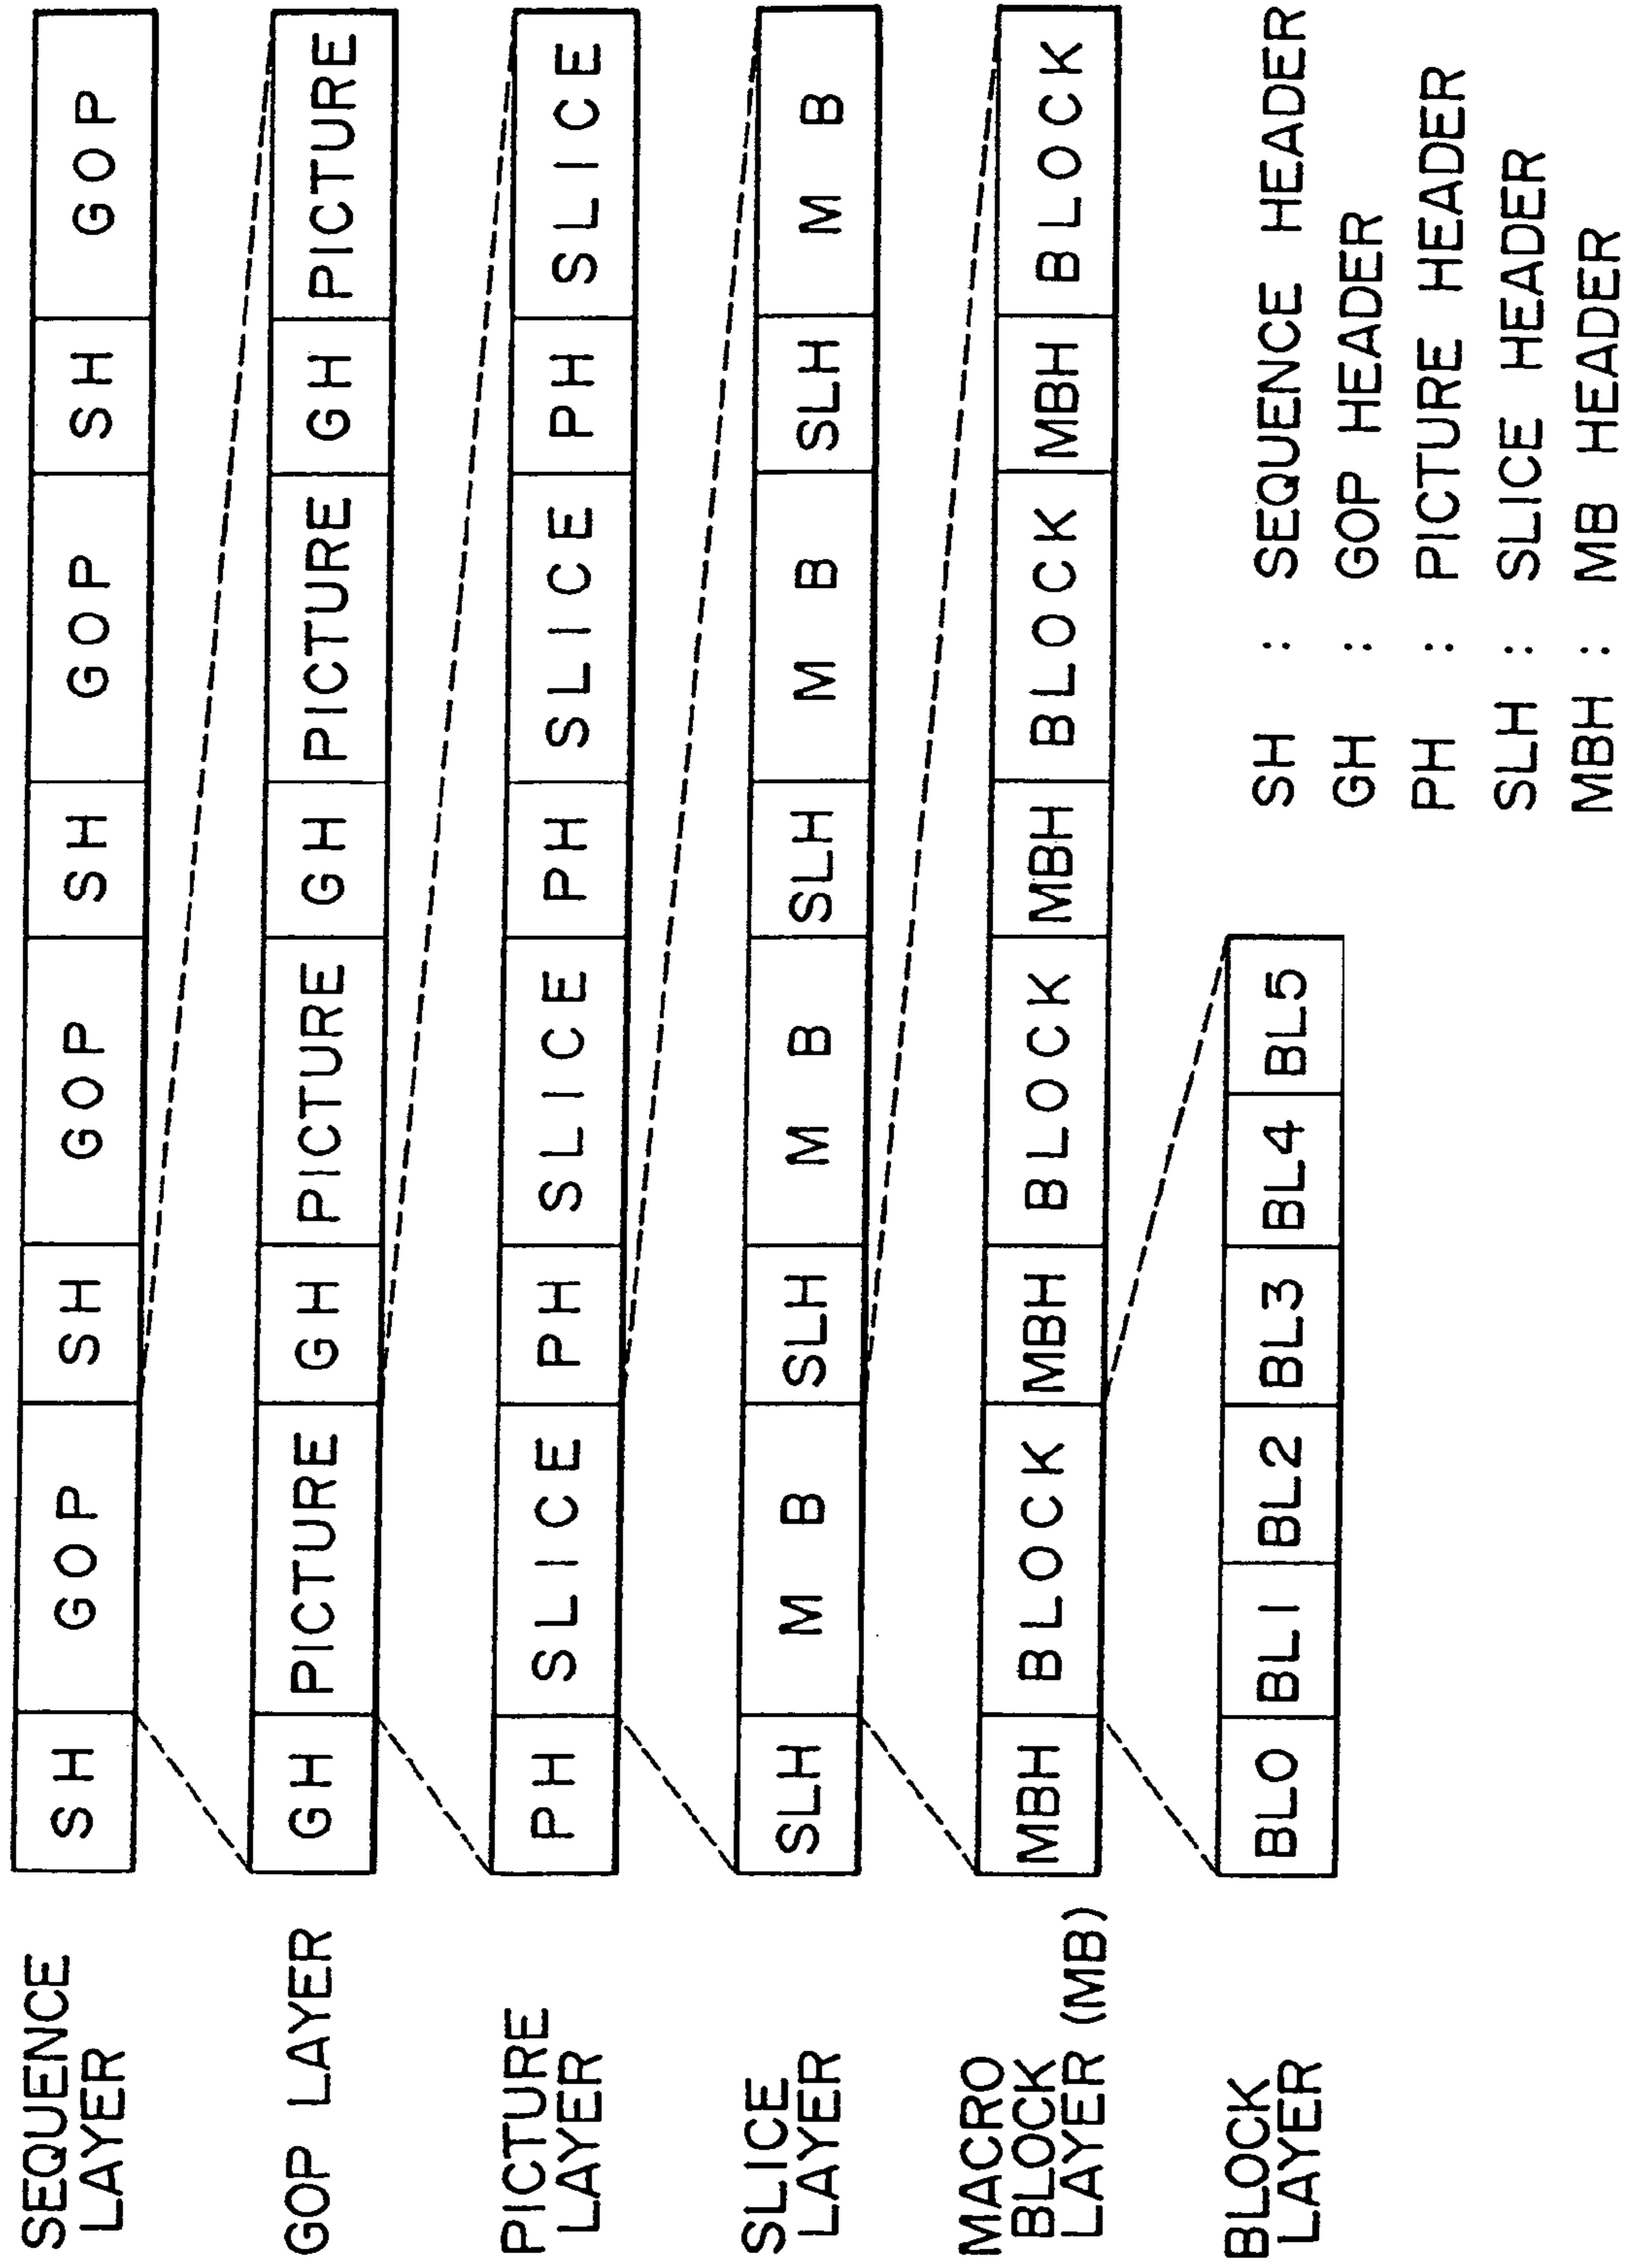 SEQUENCE
LAYER
SH GOP SH GOP SH GOP SH GOP
GOP LAYER
GH PICTURE GH PICTURE GH PICTURE GH PICTURE
PICTURE
LAYER
PH SLICE PH SLICE PH SLICE PH SLICE
SLICE
LAYER
SLH M B SLH M B SLH M B SLH M B
MACRO
BLOCK
LAYER (MB)
MBH BLOCK MBH BLOCK MBH BLOCK MBH BLOCK
BLOCK
LAYER
BL0 BL1 BL2 BL3 BL4 BL5
SH : SEQUENCE HEADER
GH : GOP HEADER
PH : PICTURE HEADER
SLH : SLICE HEADER
MBH : MB HEADER